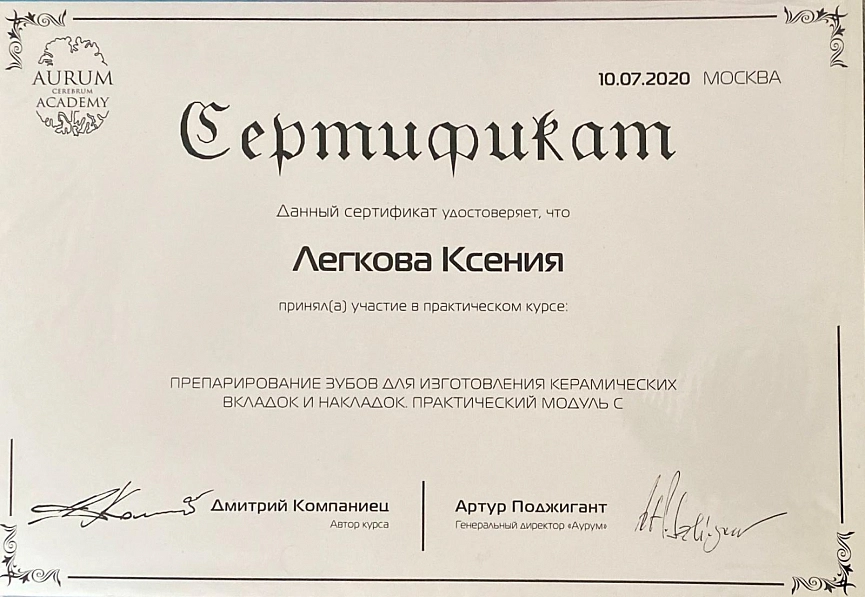 AURUM
CEREBRUM
ACADEMY
10.07.2020 МОСКВА
Сертификат
Данный сертификат удостоверяет, что
Легкова Ксения
принял(а) участие в практическом курсе:
ПРЕПАРИРОВАНИЕ ЗУБОВ ДЛЯ ИЗГОТОВЛЕНИЯ КЕРАМИЧЕСКИХ
ВКЛАДОК И НАКЛАДОК. ПРАКТИЧЕСКИЙ МОДУЛЬ С
Дмитрий Компаниец
Автор курса
Артур Поджигант
Генеральный директор «Аурум»